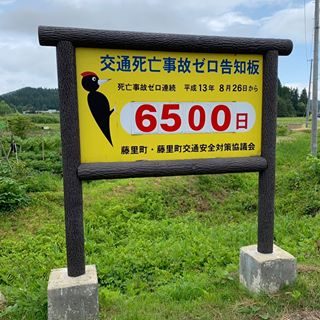 交通死亡事故ゼロ告知板
死亡事故ゼロ連続 平成13年 8月26日から
6500日
藤里町・藤里町交通安全対策協議会